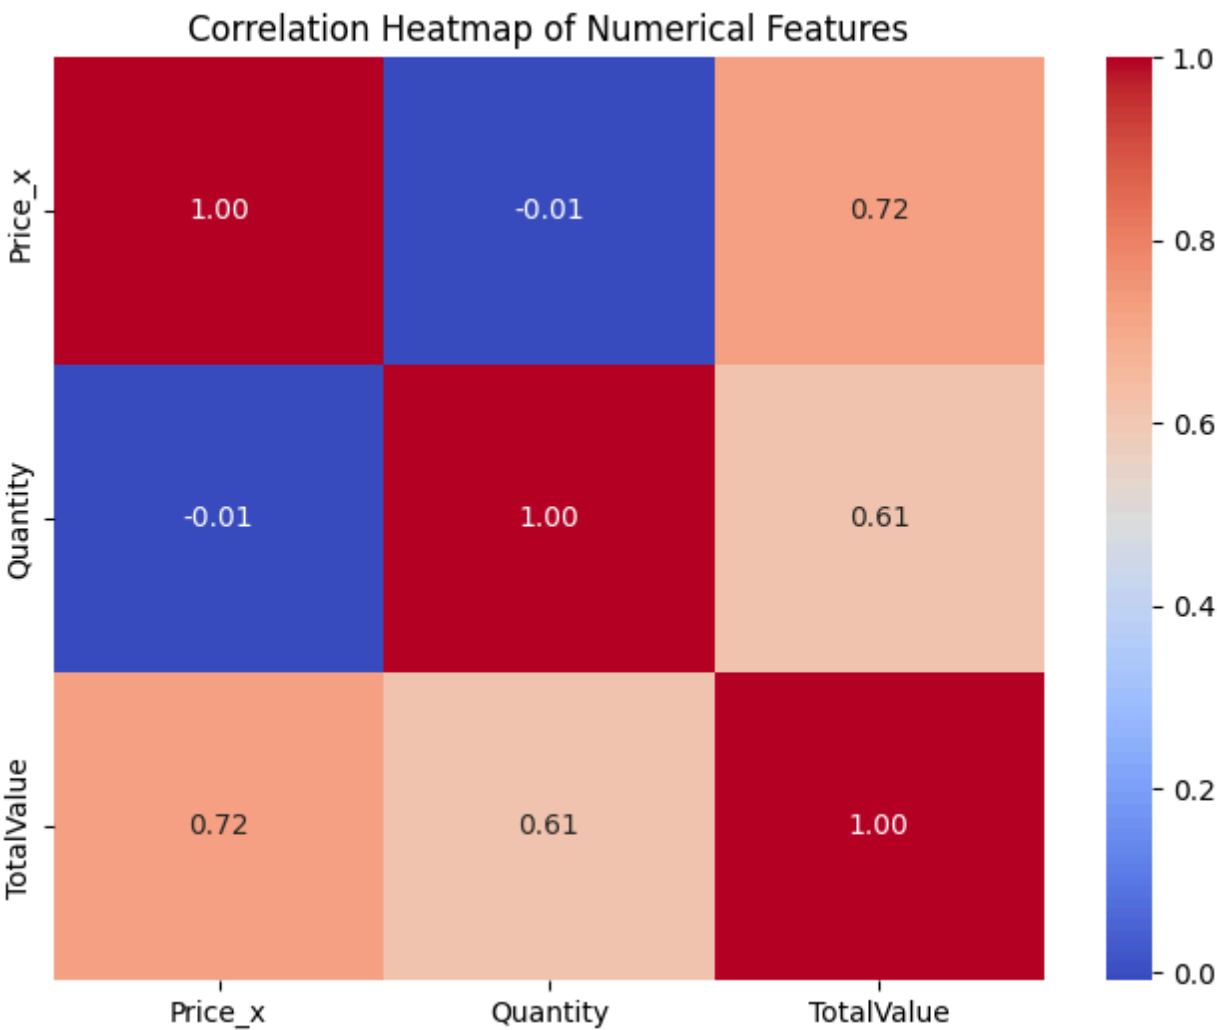 Correlation Heatmap of Numerical Features
Price_x
1.00
-0.01
0.72
Quantity
-0.01
1.00
0.61
TotalValue
0.72
0.61
1.00
Price_x
Quantity
TotalValue
1.0
0.8
0.6
0.4
0.2
0.0